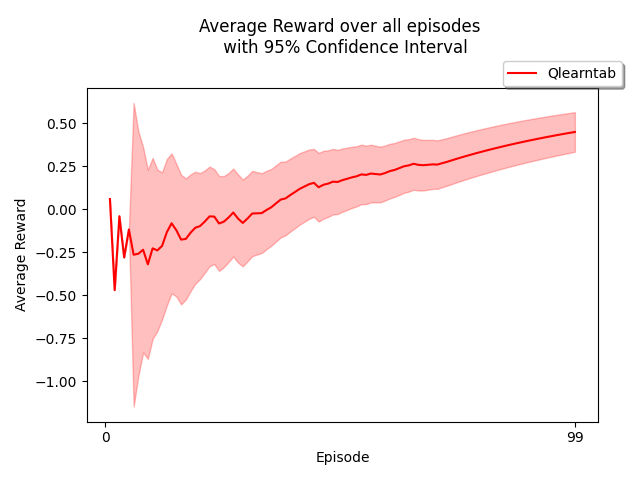 Average Reward over all episodes
with 95% Confidence Interval
Qlearntab
0.50
0.25
0.00
−0.25
−0.50
−0.75
−1.00
Average Reward
0
99
Episode